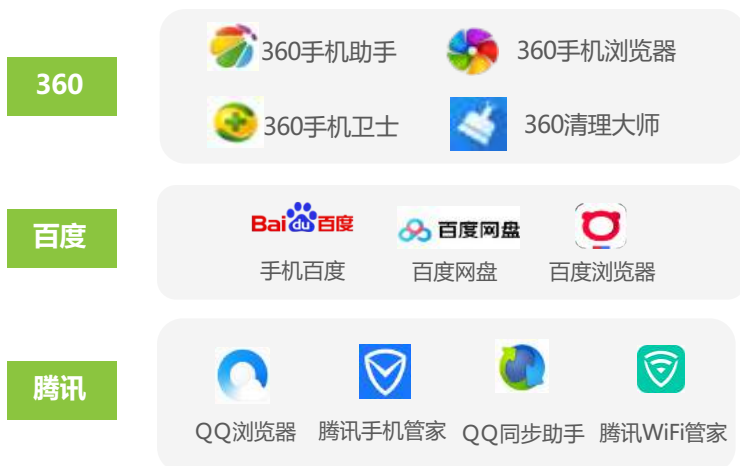 360
360手机助手
360手机浏览器
360手机卫士
360清理大师
百度
Bai du 百度
百度网盘
手机百度
百度网盘
百度浏览器
腾讯
QQ浏览器
腾讯手机管家
QQ同步助手
腾讯WiFi管家